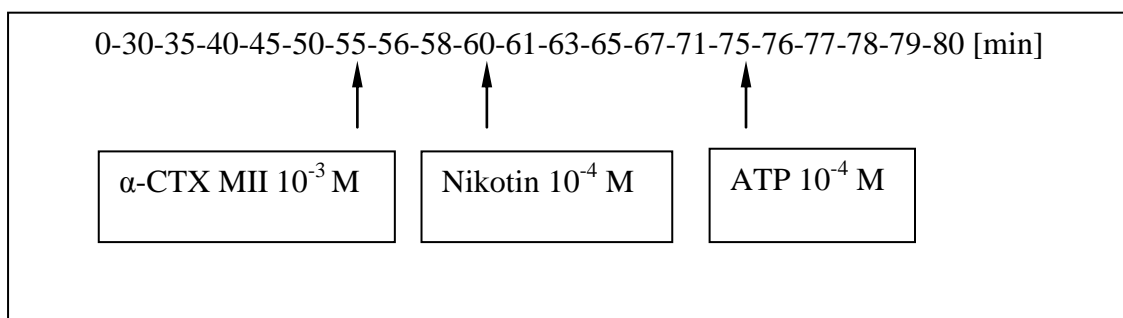 0-30-35-40-45-50-55-56-58-60-61-63-65-67-71-75-76-77-78-79-80 [min]
α-CTX MII 10⁻³ M
Nikotin 10⁻⁴ M
ATP 10⁻⁴ M